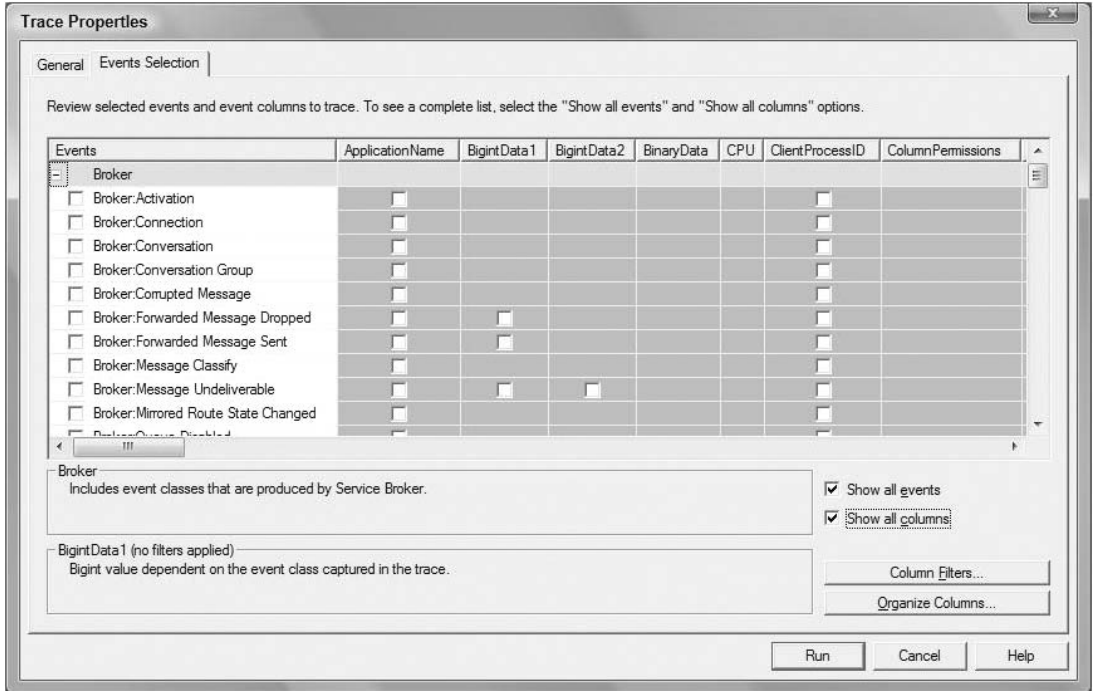 Trace Properties
General Events Selection
Review selected events and event columns to trace. To see a complete list, select the "Show all events" and "Show all columns" options.
Events ApplicationName BigintData1 BigintData2 BinaryData CPU ClientProcessID ColumnPermissions
Broker
Broker:Activation
Broker:Connection
Broker:Conversation
Broker:Conversation Group
Broker:Corrupted Message
Broker:Forwarded Message Dropped
Broker:Forwarded Message Sent
Broker:Message Classify
Broker:Message Undeliverable
Broker:Mirrored Route State Changed
Broker:Queue Disabled
Broker
Includes event classes that are produced by Service Broker.
Show all events
Show all columns
BigintData1 (no filters applied)
Bigint value dependent on the event class captured in the trace.
Column Filters...
Organize Columns...
Run Cancel Help